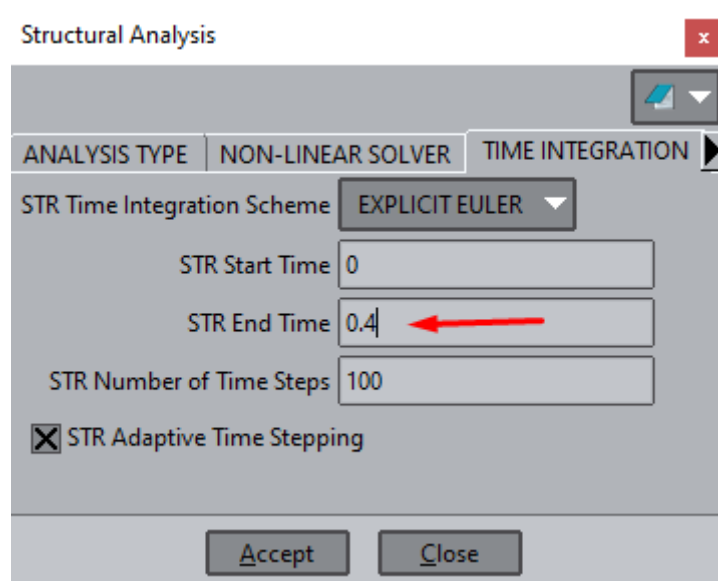 Structural Analysis
x
ANALYSIS TYPE NON-LINEAR SOLVER TIME INTEGRATION
STR Time Integration Scheme EXPLICIT EULER
STR Start Time 0
STR End Time 0.4
STR Number of Time Steps 100
STR Adaptive Time Stepping
Accept Close